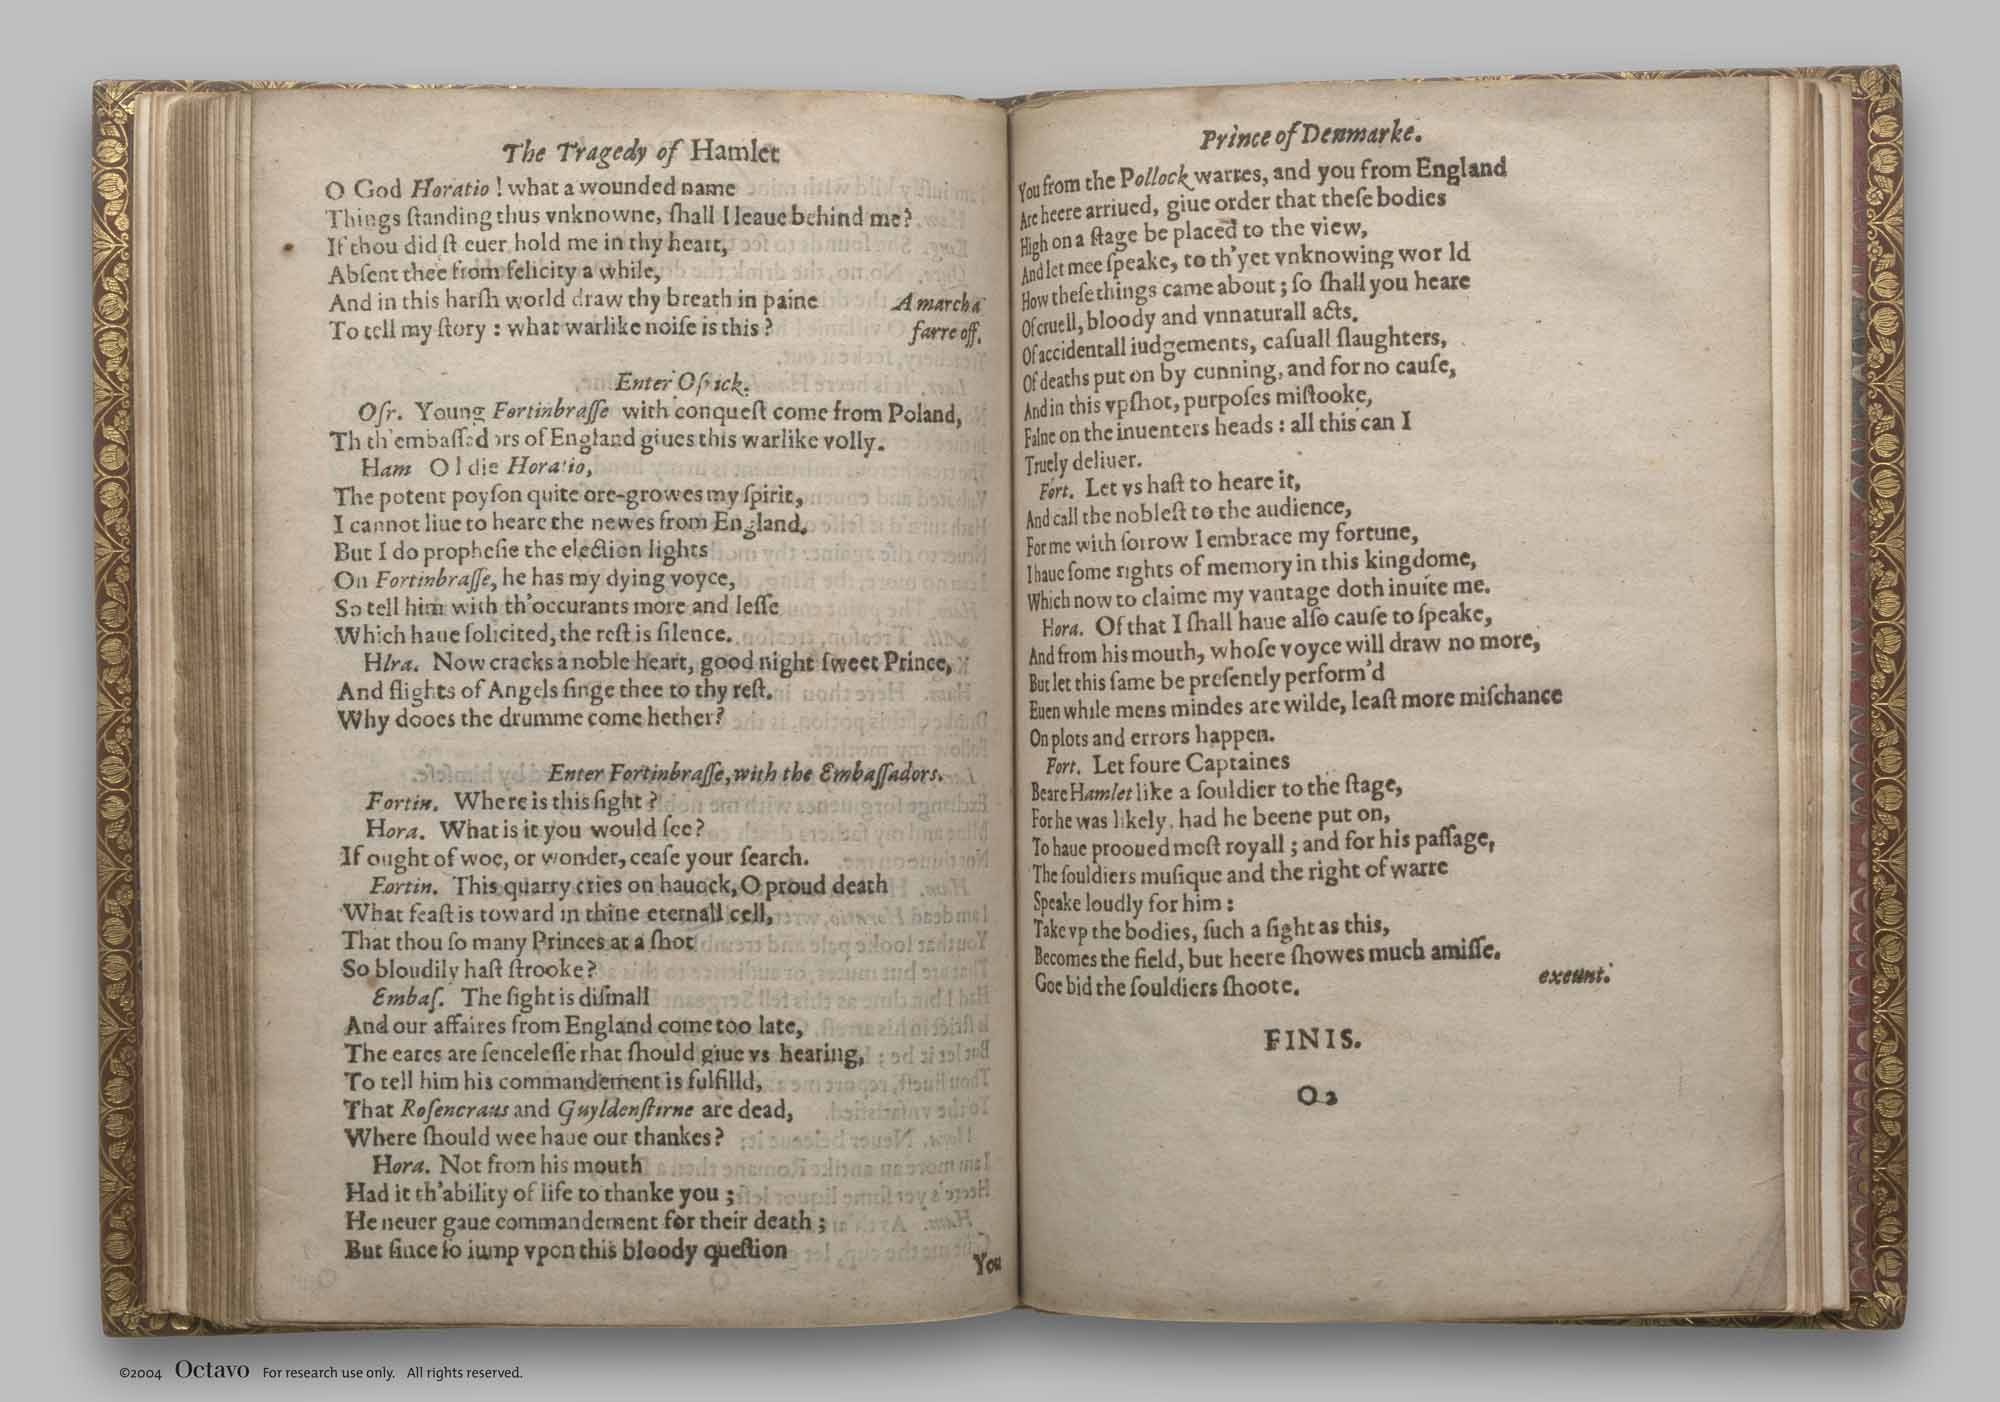 The Tragedy of Hamlet
O God Horatio ! what a wounded name
Things ſtanding thus vnknowne, ſhall I leaue behind me?
If thou did ſt euer hold me in thy heart,
Abſent thee from felicity a while,
And in this harſh world draw thy breath in paine A march a
To tell my ſtory : what warlike noiſe is this ? farre off.
Enter Oſrick.
Oſr. Young Fortinbraſſe with conqueſt come from Poland,
Th th'embaſſadors of England giues this warlike volly.
Ham O I die Horatio,
The potent poyſon quite ore-growes my ſpirit,
I cannot liue to heare the newes from England,
But I do propheſie the election lights
On Fortinbraſſe, he has my dying voyce,
So tell him with th'occurants more and leſſe
Which haue ſolicited, the reſt is ſilence.
Hlra. Now cracks a noble heart, good night ſweet Prince,
And flights of Angels ſinge thee to thy reſt.
Why dooes the drumme come hether?
Enter Fortinbraſſe, with the Embaſſadors.
Fortin. Where is this ſight ?
Hora. What is it you would ſee?
If ought of woe, or wonder, ceaſe your ſearch.
Fortin. This quarry cries on hauock, O proud death
What feaſt is toward in thine eternall cell,
That thou ſo many Princes at a ſhot
So bloudily haſt ſtrooke?
Embaſ. The ſight is diſmall
And our affaires from England come too late,
The eares are ſenceleſſe that ſhould giue vs hearing,
To tell him his commandement is fulfilld,
That Roſencraus and Guyldenſtirne are dead,
Where ſhould wee haue our thankes?
Hora. Not from his mouth
Had it th'ability of life to thanke you ;
He neuer gaue commandement for their death ;
But ſince ſo iump vpon this bloody queſtion
You
Prince of Denmarke.
You from the Pollock warres, and you from England
Are heere arriued, giue order that theſe bodies
High on a ſtage be placed to the view,
And let mee ſpeake, to th'yet vnknowing wor ld
How theſe things came about ; ſo ſhall you heare
Of cruell, bloody and vnnaturall acts.
Of accidentall iudgements, caſuall ſlaughters,
Of deaths put on by cunning, and for no cauſe,
And in this vpſhot, purpoſes miſtooke,
Falne on the inuenters heads : all this can I
Truely deliuer.
Fort. Let vs haſt to heare it,
And call the nobleſt to the audience,
For me with ſorrow I embrace my fortune,
I haue ſome rights of memory in this kingdome,
Which now to claime my vantage doth inuite me.
Hora. Of that I ſhall haue alſo cauſe to ſpeake,
And from his mouth, whoſe voyce will draw no more,
But let this ſame be preſently perform'd
Euen while mens mindes are wilde, leaſt more miſchance
On plots and errors happen.
Fort. Let foure Captaines
Beare Hamlet like a ſouldier to the ſtage,
For he was likely, had he beene put on,
To haue prooued moſt royall ; and for his paſſage,
The ſouldiers muſique and the right of warre
Speake loudly for him :
Take vp the bodies, ſuch a ſight as this,
Becomes the field, but heere ſhowes much amiſſe.
Goe bid the ſouldiers ſhoote. exeunt.
FINIS.
O2
©2004 Octavo For research use only. All rights reserved.